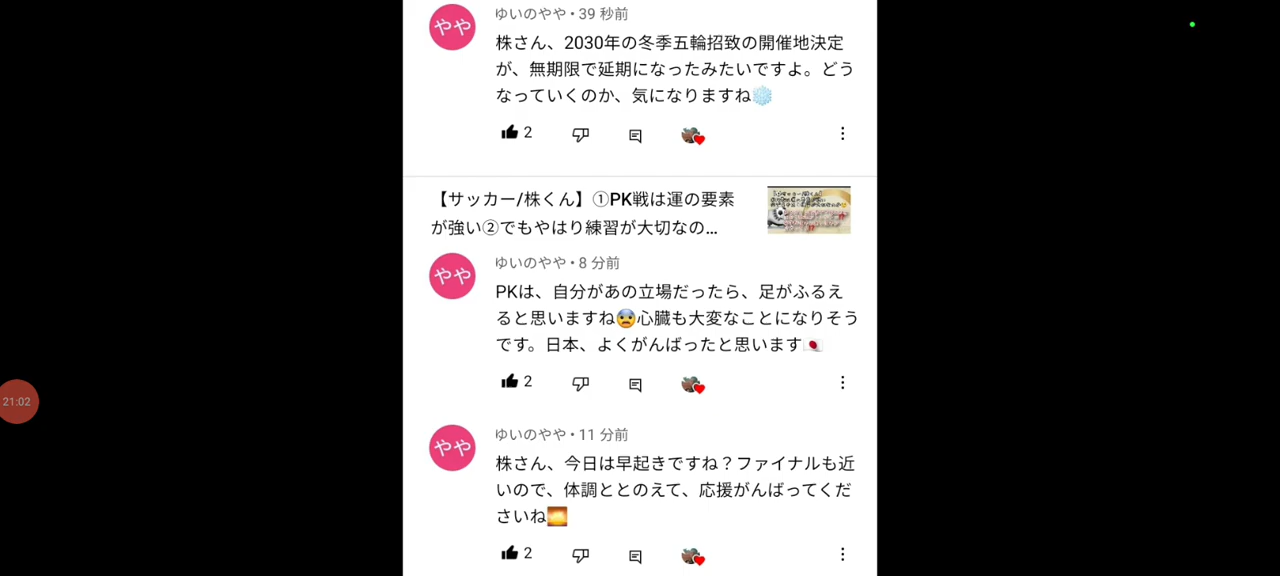 ゆいのやや • 39 秒前
やや
株さん、2030年の冬季五輪招致の開催地決定
が、無期限で延期になったみたいですよ。どう
なっていくのか、気になりますね❄️
2
【サッカー/株くん】①PK戦は運の要素
が強い②でもやはり練習が大切なの...
ゆいのやや • 8 分前
やや
PKは、自分があの立場だったら、足がふるえ
ると思いますね😨心臓も大変なことになりそう
です。日本、よくがんばったと思います🇯🇵
2
21:02
ゆいのやや • 11 分前
やや
株さん、今日は早起きですね？ファイナルも近
いので、体調ととのえて、応援がんばってくだ
さいね🌅
2